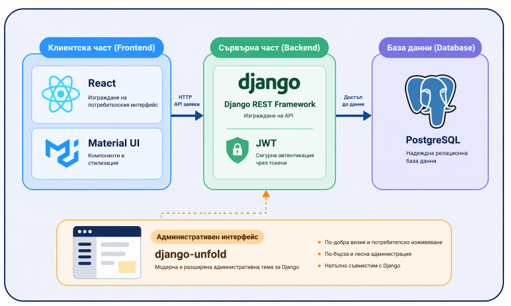 Клиентска част (Frontend)
React
Изграждане на
потребителския интерфейс
Material UI
Компоненти и
стилизация
HTTP
API заявки
Сървърна част (Backend)
django
Django REST Framework
Изграждане на API
JWT
Сигурна автентикация
чрез токени
Достъп
до данни
База данни (Database)
PostgreSQL
Надеждна релационна
база данни
Административен интерфейс
django-unfold
Модерна и разширяна административна тема за Django
По-добра визия и потребителско изживяване
По-бърза и лесна администрация
Напълно съвместим с Django